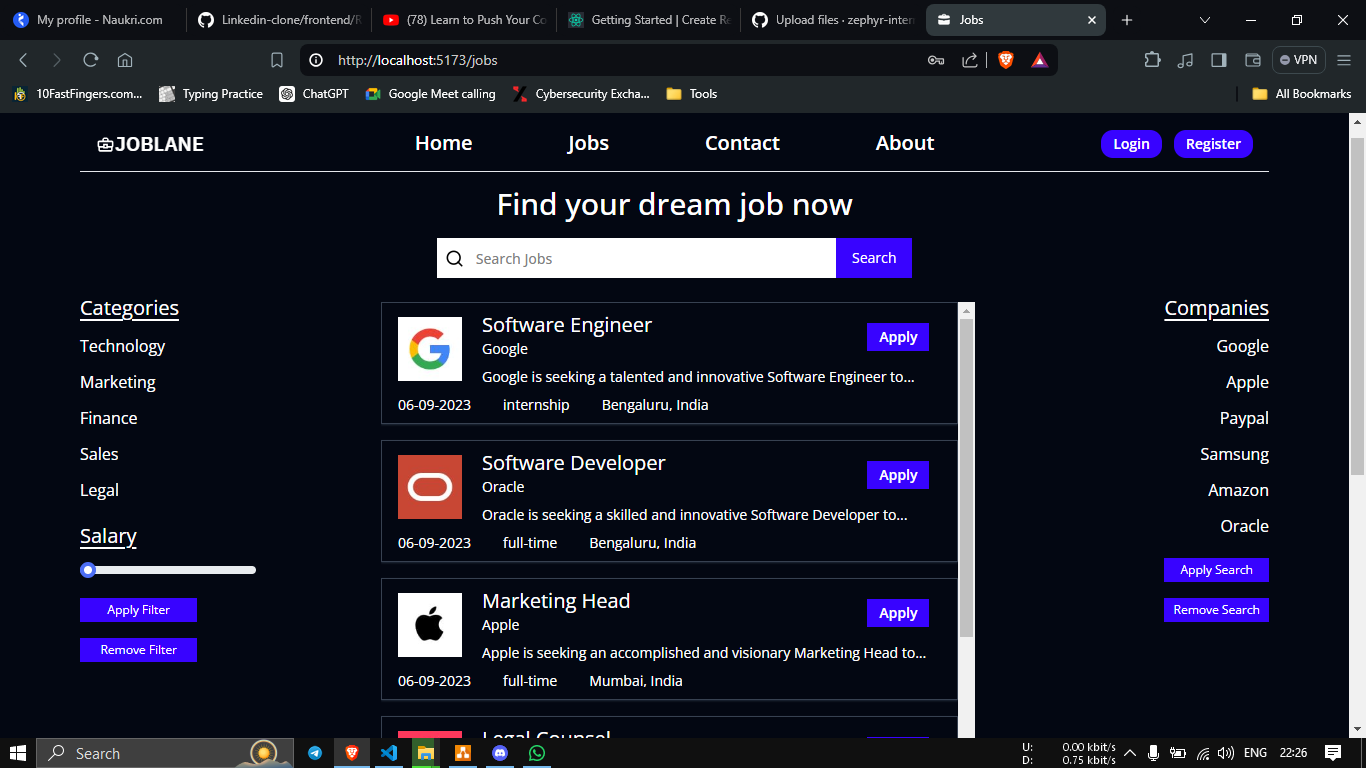 My profile - Naukri.com
Linkedin-clone/frontend/R
(78) Learn to Push Your Co
Getting Started | Create Re
Upload files · zephyr-inter
Jobs
http://localhost:5173/jobs
VPN
10FastFingers.com...
Typing Practice
ChatGPT
Google Meet calling
Cybersecurity Excha...
Tools
All Bookmarks
JOBLANE
Home
Jobs
Contact
About
Login
Register
Find your dream job now
Search Jobs
Search
Categories
Technology
Marketing
Finance
Sales
Legal
Salary
Apply Filter
Remove Filter
Software Engineer
Google
Apply
Google is seeking a talented and innovative Software Engineer to...
06-09-2023 internship Bengaluru, India
Software Developer
Oracle
Apply
Oracle is seeking a skilled and innovative Software Developer to...
06-09-2023 full-time Bengaluru, India
Marketing Head
Apple
Apply
Apple is seeking an accomplished and visionary Marketing Head to...
06-09-2023 full-time Mumbai, India
Legal Counsel
Companies
Google
Apple
Paypal
Samsung
Amazon
Oracle
Apply Search
Remove Search
Search
U: 0.00 kbit/s
D: 0.75 kbit/s
ENG
22:26